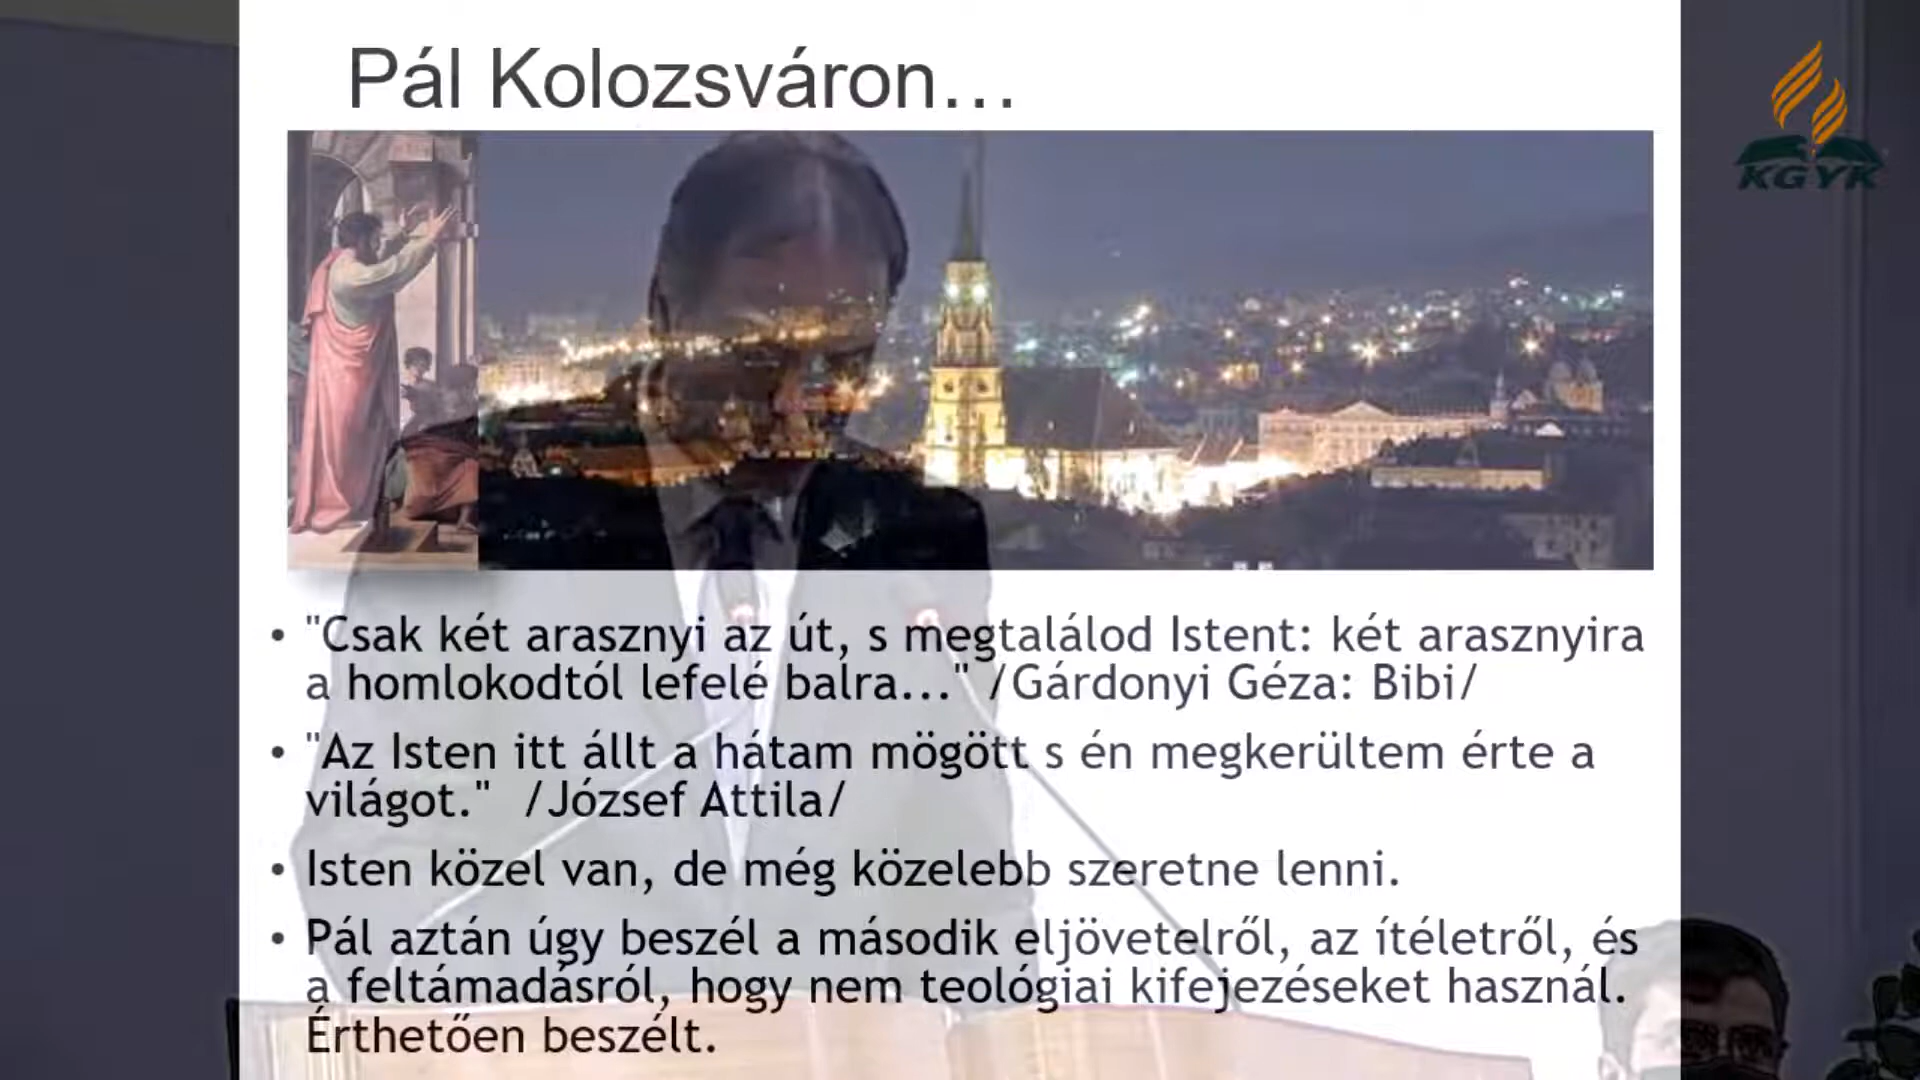 Pál Kolozsváron…
KGYK
• "Csak két arasznyi az út, s megtalálod Istent: két arasznyira
a homlokodtól lefelé balra..." /Gárdonyi Géza: Bibi/
• "Az Isten itt állt a hátam mögött s én megkerültem érte a
világot." /József Attila/
• Isten közel van, de még közelebb szeretne lenni.
• Pál aztán úgy beszél a második eljövetelről, az ítéletről, és
a feltámadásról, hogy nem teológiai kifejezéseket használ.
Érthetően beszélt.